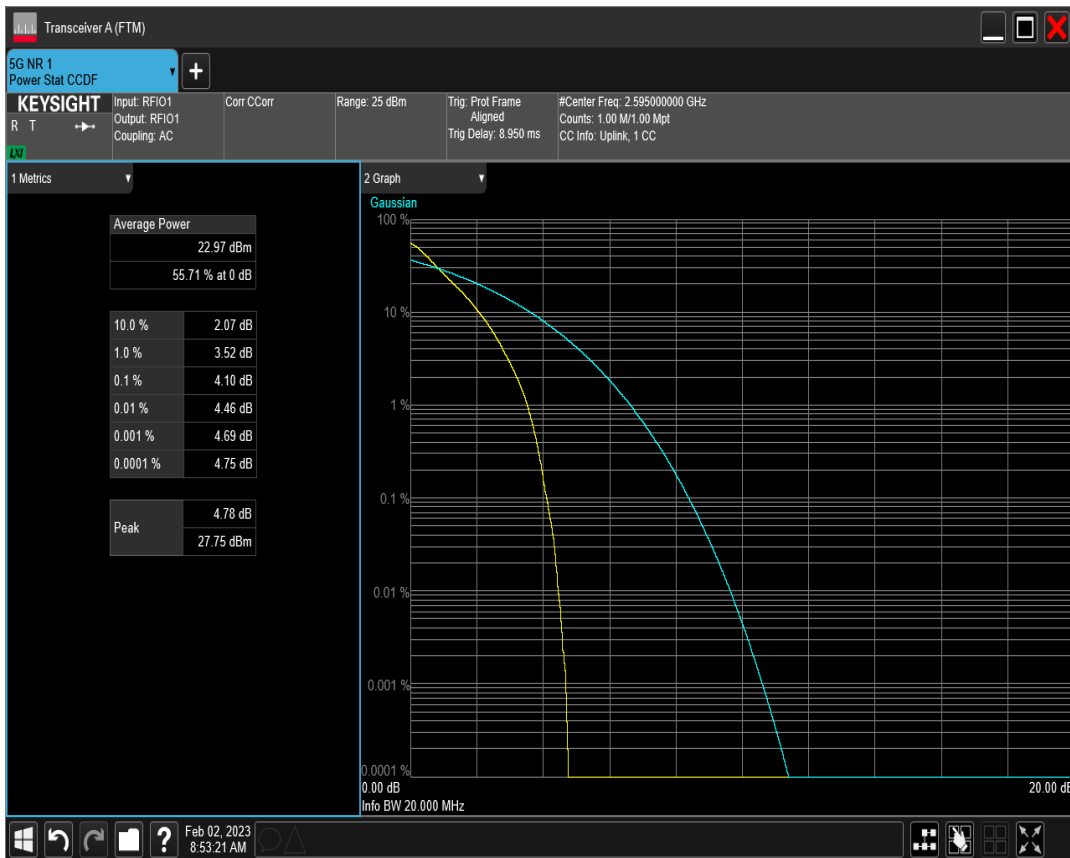 Transceiver A (FTM)
5G NR 1
Power Stat CCDF
+
KEYSIGHT
R T
LXI
Input: RFIO1
Output: RFIO1
Coupling: AC
Corr CCorr
Range: 25 dBm
Trig: Prot Frame
Aligned
Trig Delay: 8.950 ms
#Center Freq: 2.595000000 GHz
Counts: 1.00 M/1.00 Mpt
CC Info: Uplink, 1 CC
1 Metrics
Average Power
22.97 dBm
55.71 % at 0 dB
10.0 % 2.07 dB
1.0 % 3.52 dB
0.1 % 4.10 dB
0.01 % 4.46 dB
0.001 % 4.69 dB
0.0001 % 4.75 dB
Peak
4.78 dB
27.75 dBm
2 Graph
Gaussian
100 %
10 %
1 %
0.1 %
0.01 %
0.001 %
0.0001 %
0.00 dB
20.00 dB
Info BW 20.000 MHz
?
Feb 02, 2023
8:53:21 AM